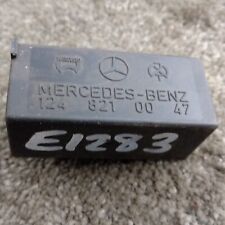 MERCEDES-BENZ
124 821 00 47
E1283